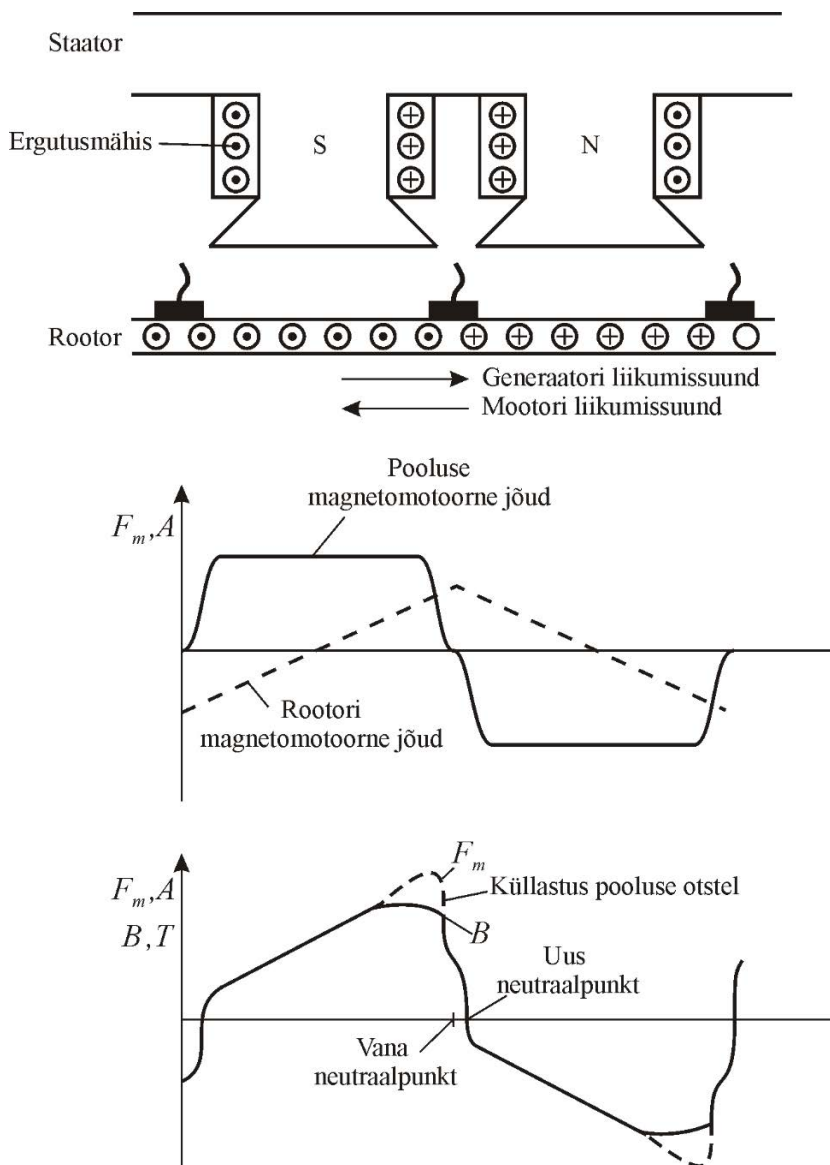 Staator
Ergutusmähis
S
N
Rootor
Generaatori liikumissuund
Mootori liikumissuund
Pooluse
magnetomotoorne jõud
F_m, A
Rootori
magnetomotoorne jõud
F_m
F_m, A
Küllastus pooluse otstel
B, T
B
Uus
neutraalpunkt
Vana
neutraalpunkt